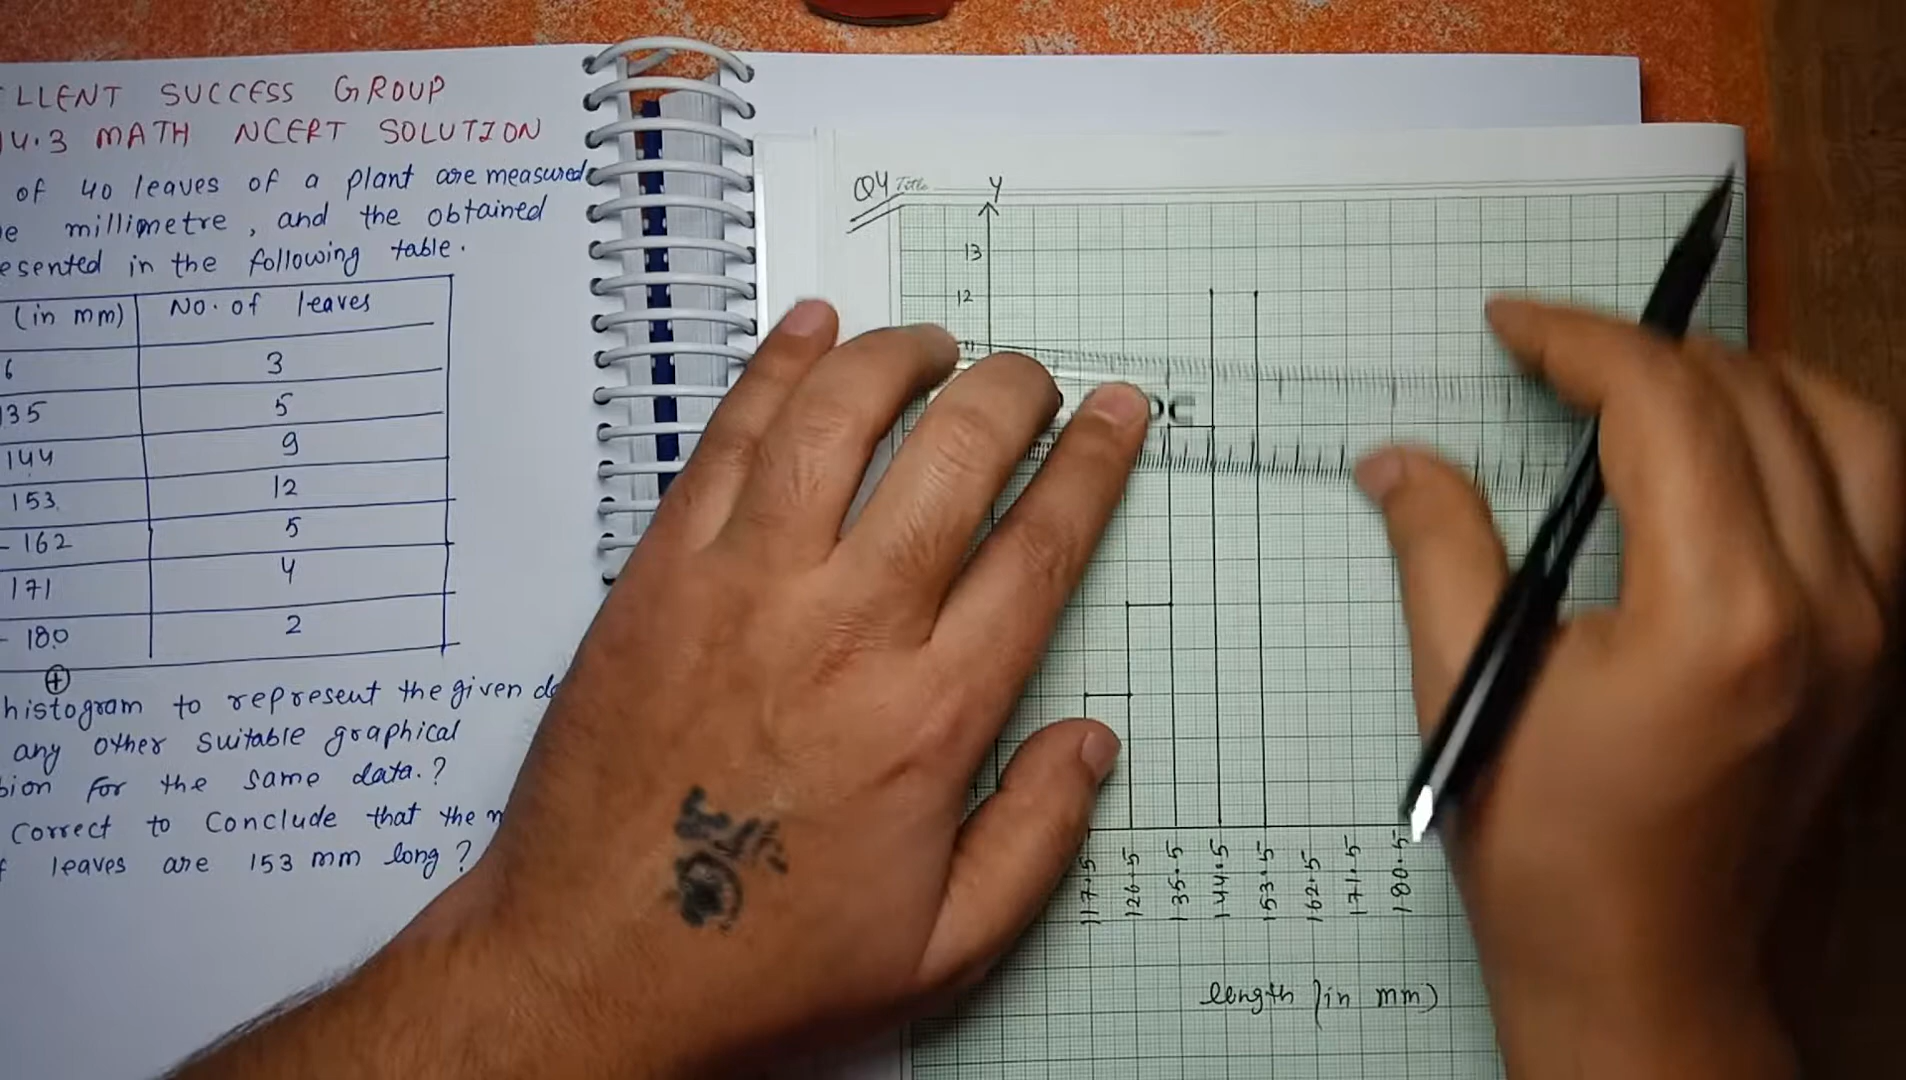 LLENT SUCCESS GROUP
14.3 MATH NCERT SOLUTION
of 40 leaves of a plant are measured
millimetre, and the obtained
esented in the following table.
(in mm) No. of leaves
6 3
135 5
144 9
153 12
- 162 5
171 4
- 180 2
histogram to represent the given
any other suitable graphical
for the same data.?
correct to conclude that the m
leaves are 153 mm long?
Q4 Title
Y
13
12
11
117.5
126.5
135.5
144.5
153.5
162.5
171.5
180.5
length (in mm)